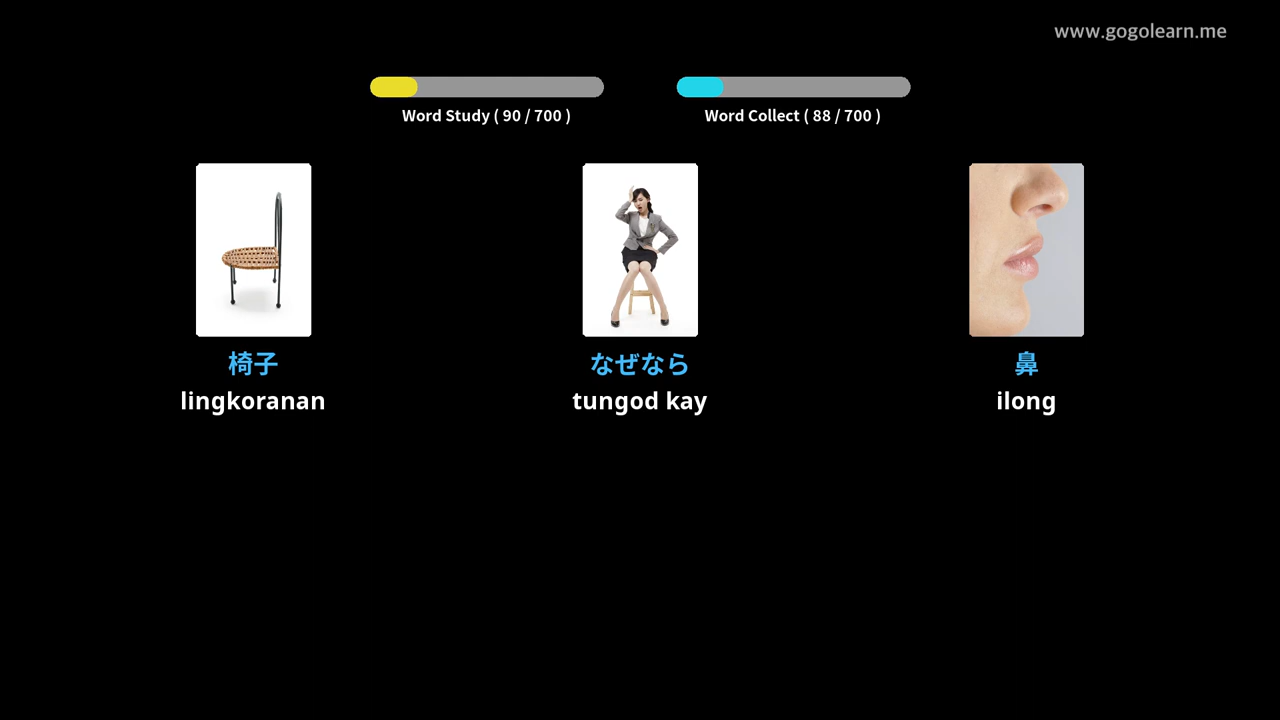 www.gogolearn.me
Word Study ( 90 / 700 )
Word Collect ( 88 / 700 )
椅子
なぜなら
鼻
lingkoranan
tungod kay
ilong